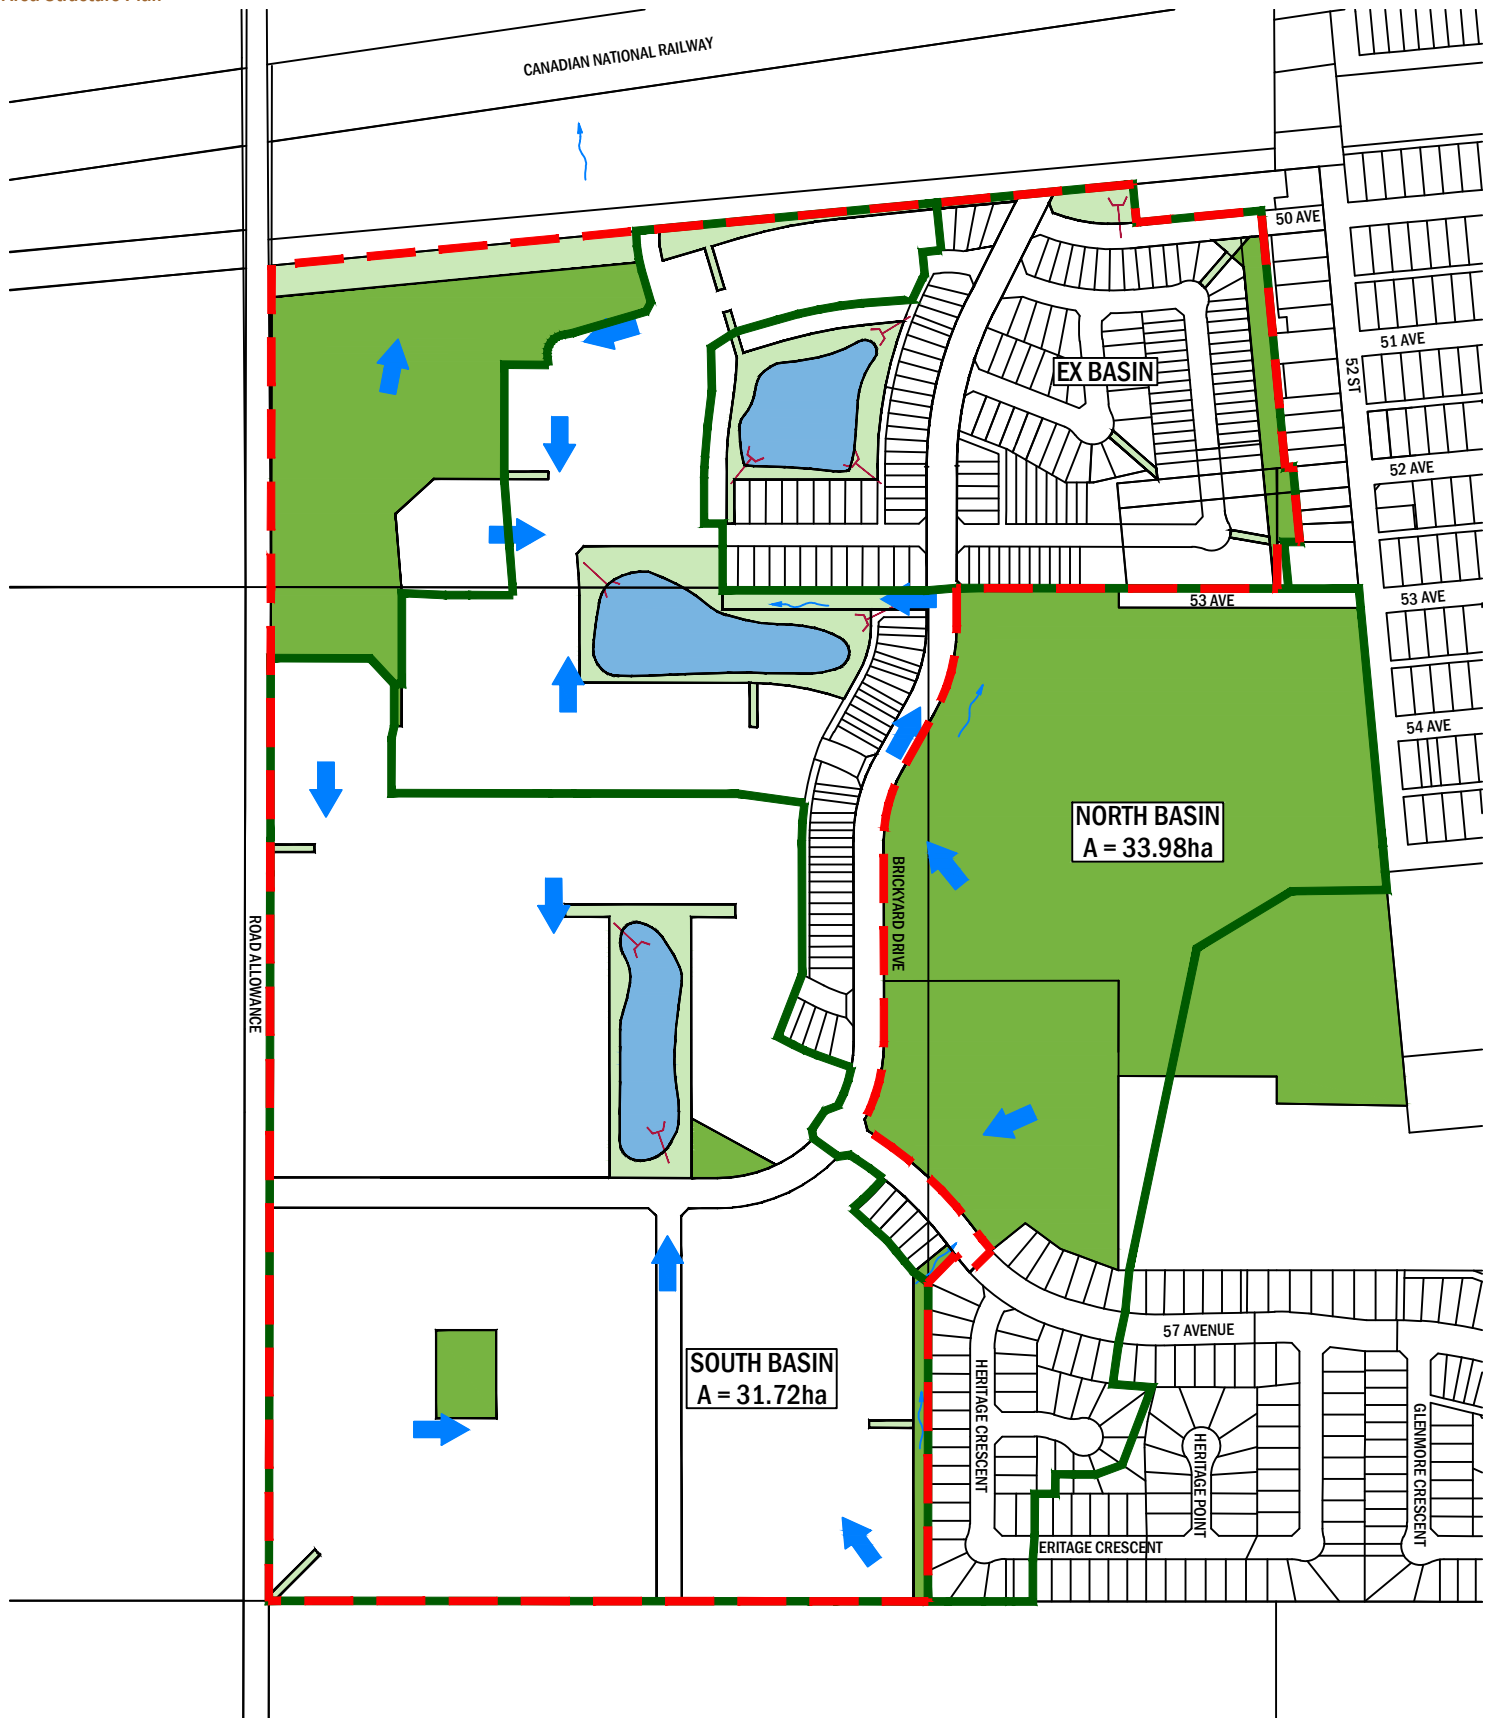 CANADIAN NATIONAL RAILWAY
50 AVE
51 AVE
52 ST
EX BASIN
52 AVE
53 AVE
53 AVE
54 AVE
NORTH BASIN
A = 33.98ha
BRICKYARD DRIVE
ROAD ALLOWANCE
57 AVENUE
SOUTH BASIN
A = 31.72ha
HERITAGE CRESCENT
HERITAGE POINT
GLENMORE CRESCENT
ERITAGE CRESCENT